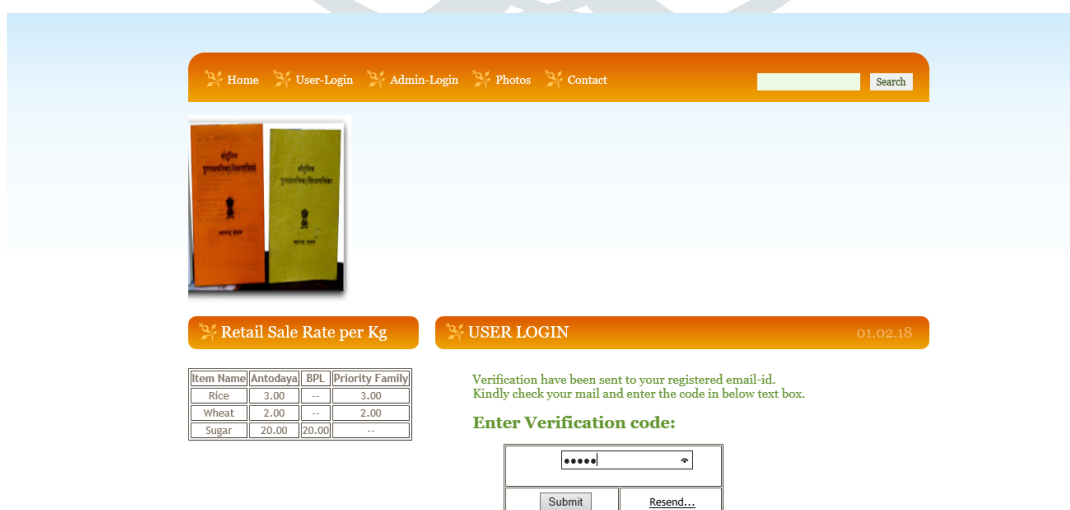 Home User-Login Admin-Login Photos Contact Search
Retail Sale Rate per Kg
Item Name Antodaya BPL Priority Family
Rice 3.00 -- 3.00
Wheat 2.00 -- 2.00
Sugar 20.00 20.00 --
USER LOGIN 01.02.18
Verification have been sent to your registered email-id.
Kindly check your mail and enter the code in below text box.
Enter Verification code:
Submit Resend...